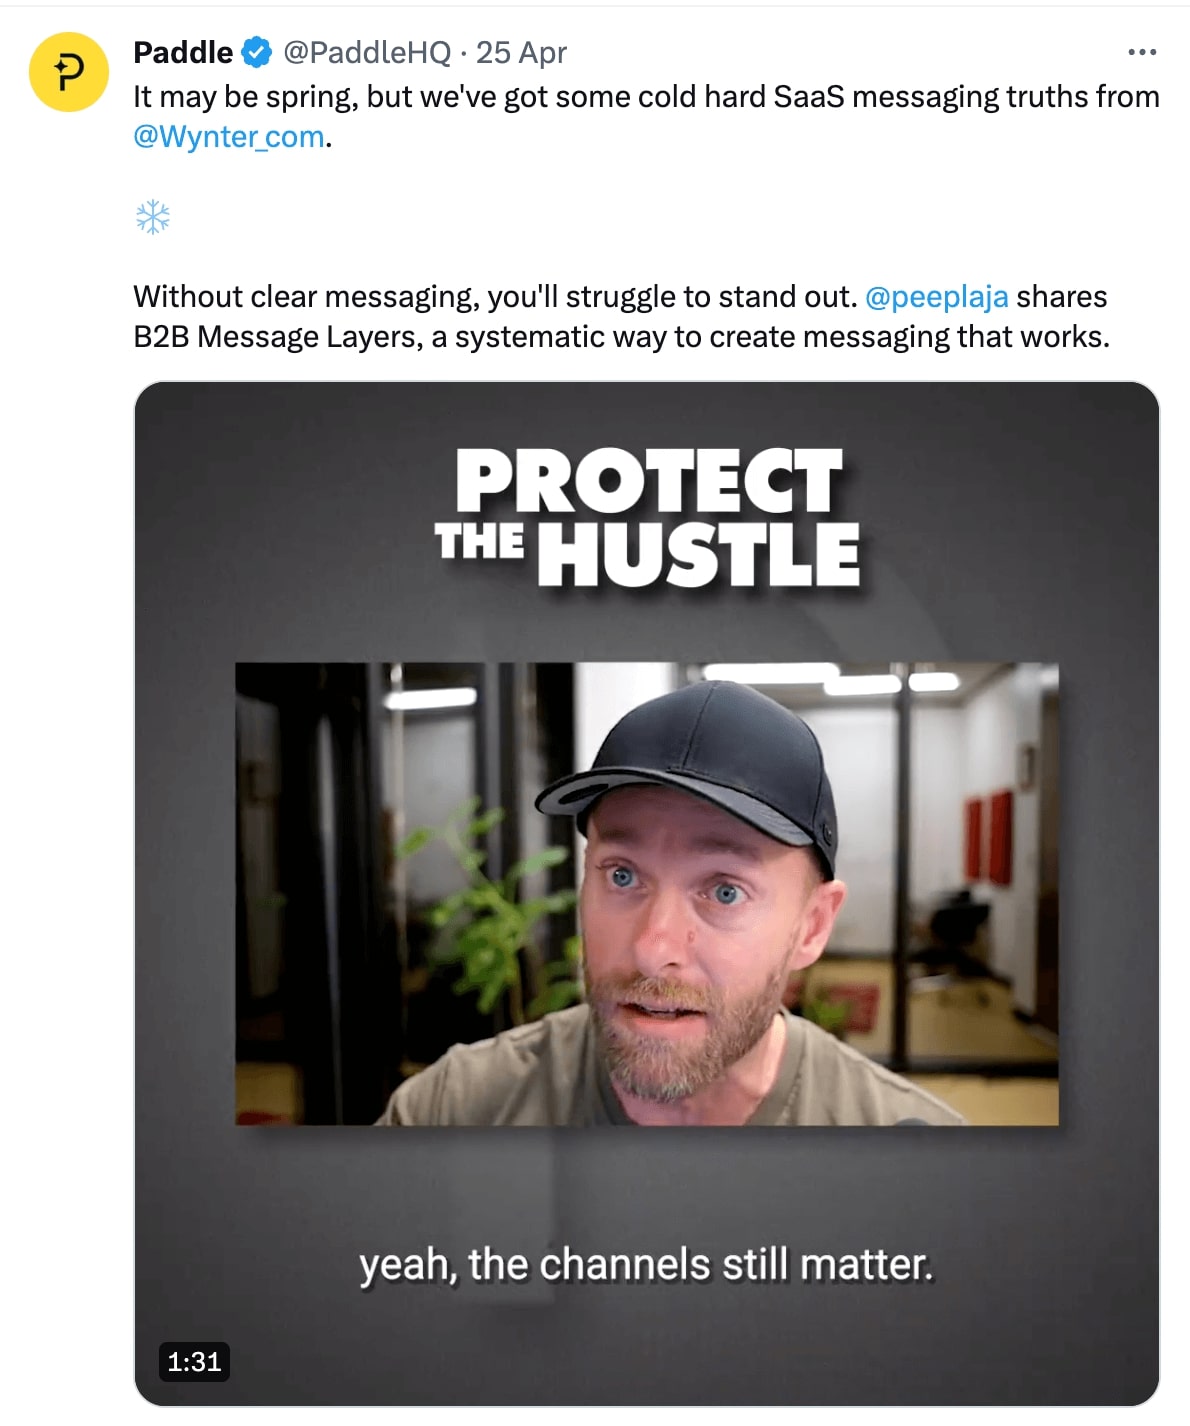 Paddle @PaddleHQ · 25 Apr
It may be spring, but we've got some cold hard SaaS messaging truths from
@Wynter_com.
Without clear messaging, you'll struggle to stand out. @peeplaja shares
B2B Message Layers, a systematic way to create messaging that works.
PROTECT
THE HUSTLE
yeah, the channels still matter.
1:31